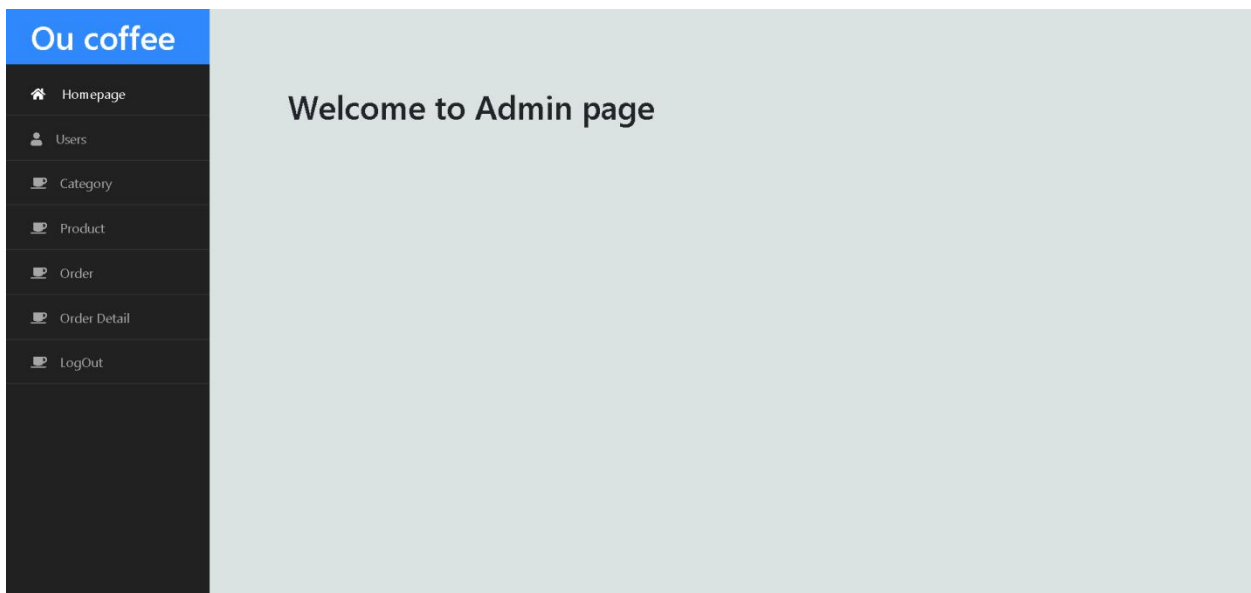 Ou coffee
Homepage
Users
Category
Product
Order
Order Detail
LogOut
Welcome to Admin page